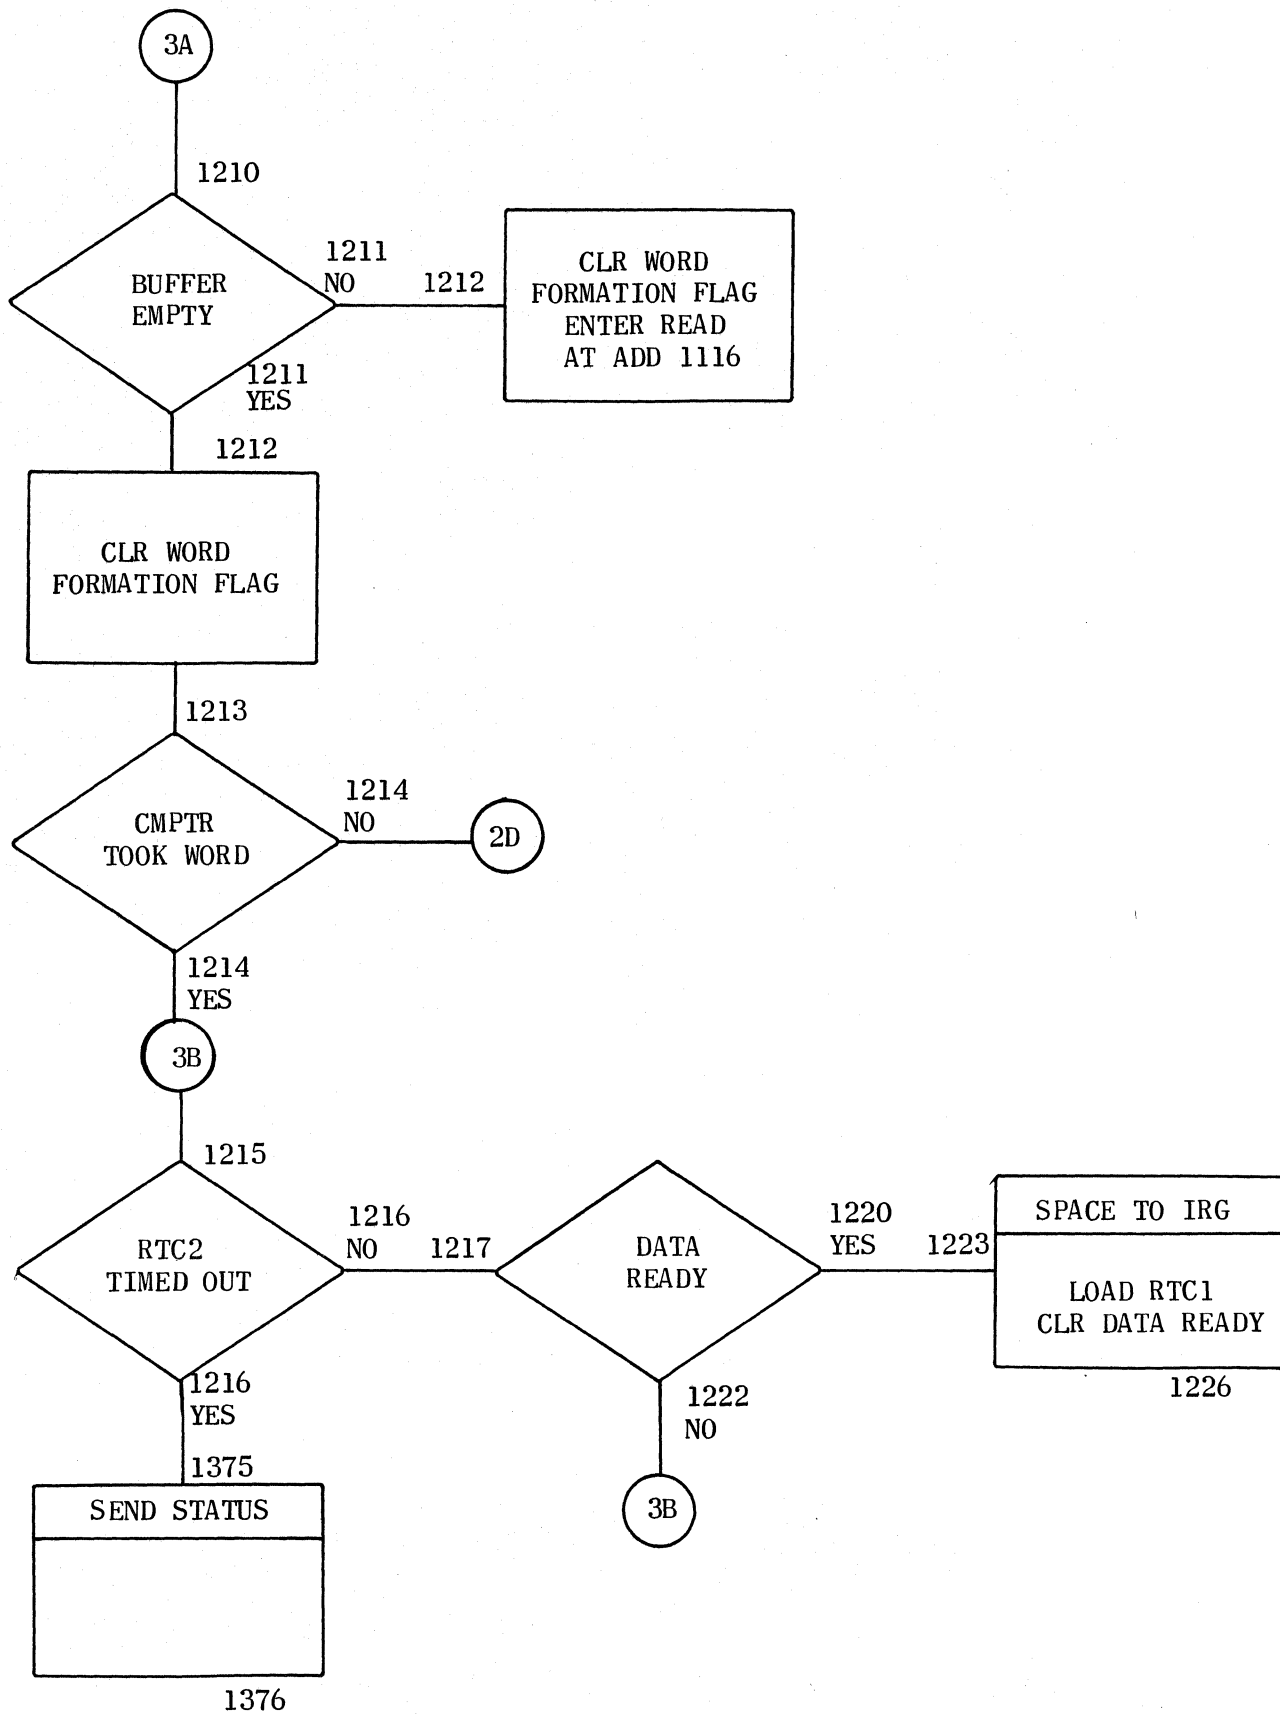 3A
1210
BUFFER
EMPTY
1211
NO
1212
CLR WORD
FORMATION FLAG
ENTER READ
AT ADD 1116
1211
YES
1212
CLR WORD
FORMATION FLAG
1213
CMPTR
TOOK WORD
1214
NO
2D
1214
YES
3B
1215
RTC2
TIMED OUT
1216
NO
1217
DATA
READY
1220
YES
1223
SPACE TO IRG
LOAD RTC1
CLR DATA READY
1226
1216
YES
1222
NO
3B
1375
SEND STATUS
1376